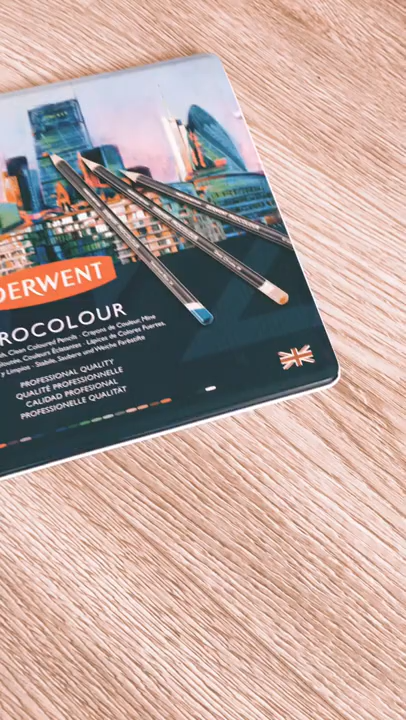 DERWENT
ROCOLOUR
h, Clean Coloured Pencils · Crayons de Couleur, Mine
Couleurs Éclatantes · Lápices de Colores Fuertes,
y Limpios · Stabile, Saubere und Weiche Farbstifte
PROFESSIONAL QUALITY
QUALITÉ PROFESSIONNELLE
CALIDAD PROFESIONAL
PROFESSIONELLE QUALITÄT